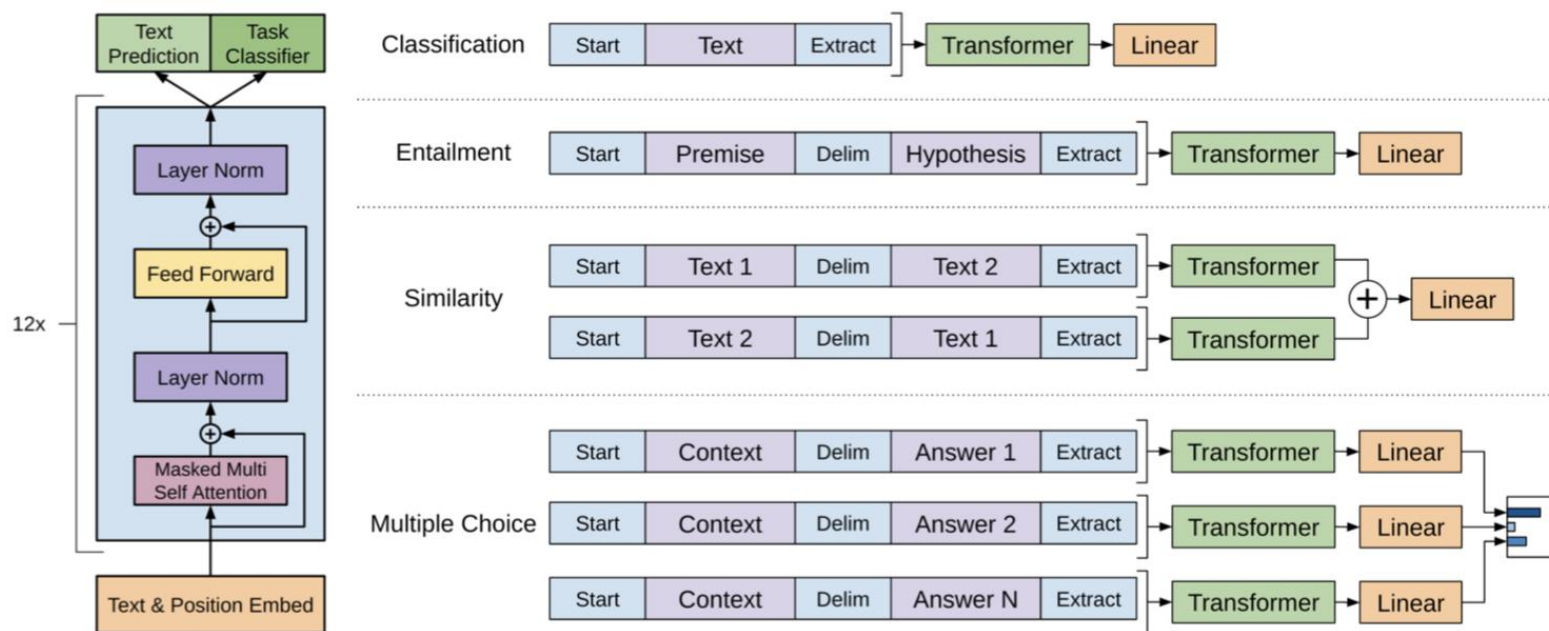 Text
Prediction
Task
Classifier
Layer Norm
Feed Forward
12x
Layer Norm
Masked Multi
Self Attention
Text & Position Embed
Classification Start Text Extract Transformer Linear
Entailment Start Premise Delim Hypothesis Extract Transformer Linear
Similarity
Start Text 1 Delim Text 2 Extract Transformer
Start Text 2 Delim Text 1 Extract Transformer
Linear
Multiple Choice
Start Context Delim Answer 1 Extract Transformer Linear
Start Context Delim Answer 2 Extract Transformer Linear
Start Context Delim Answer N Extract Transformer Linear